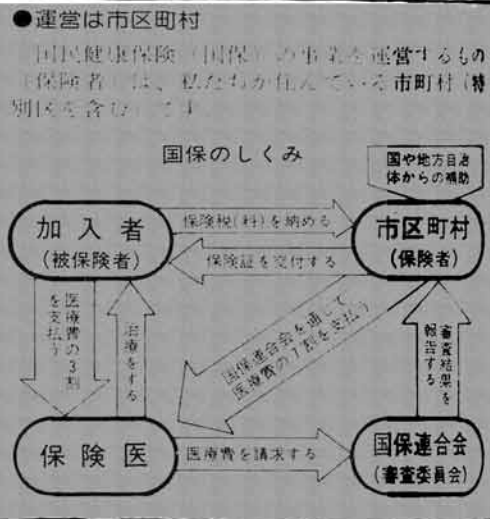 ●運営は市区町村
国民健康保険(国保)の事業を運営するもの
(保険者)は、私たちが住んでいる市町村(特
別区を含む)です
国保のしくみ
国や地方自治
体からの補助
加入者
(被保険者)
保険税(料)を納める
保険証を交付する
市区町村
(保険者)
医療費の3割
を支払う
治療をする
国保連合会を通じて
医療費の7割を支払う
審査結果を
報告する
保険医
医療費を請求する
国保連合会
(審査委員会)